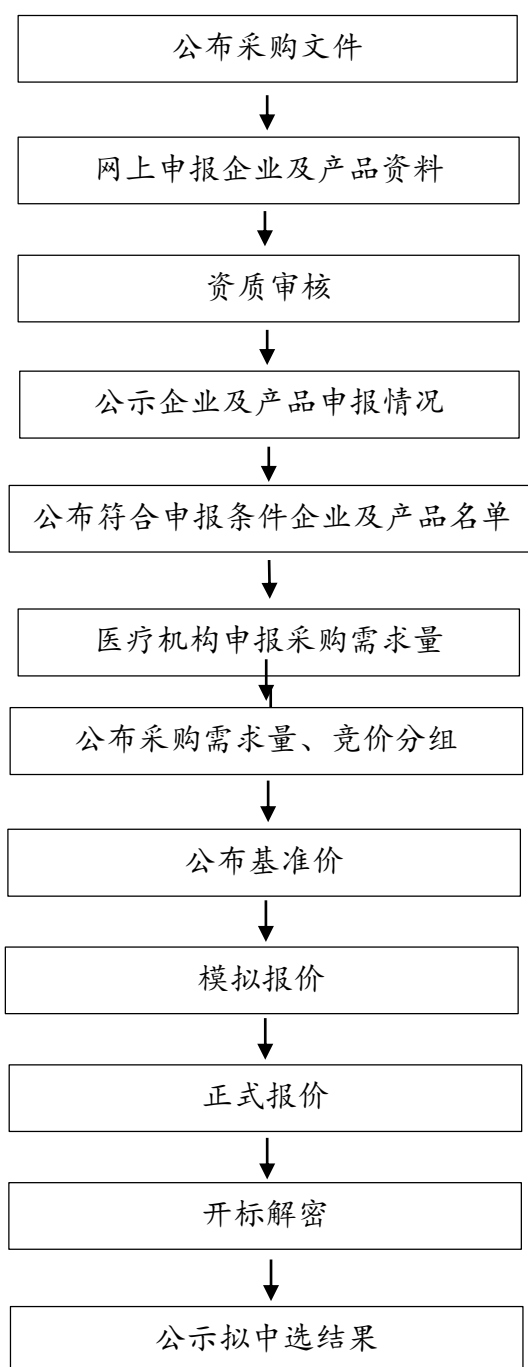 公布采购文件
网上申报企业及产品资料
资质审核
公示企业及产品申报情况
公布符合申报条件企业及产品名单
医疗机构申报采购需求量
公布采购需求量、竞价分组
公布基准价
模拟报价
正式报价
开标解密
公示拟中选结果